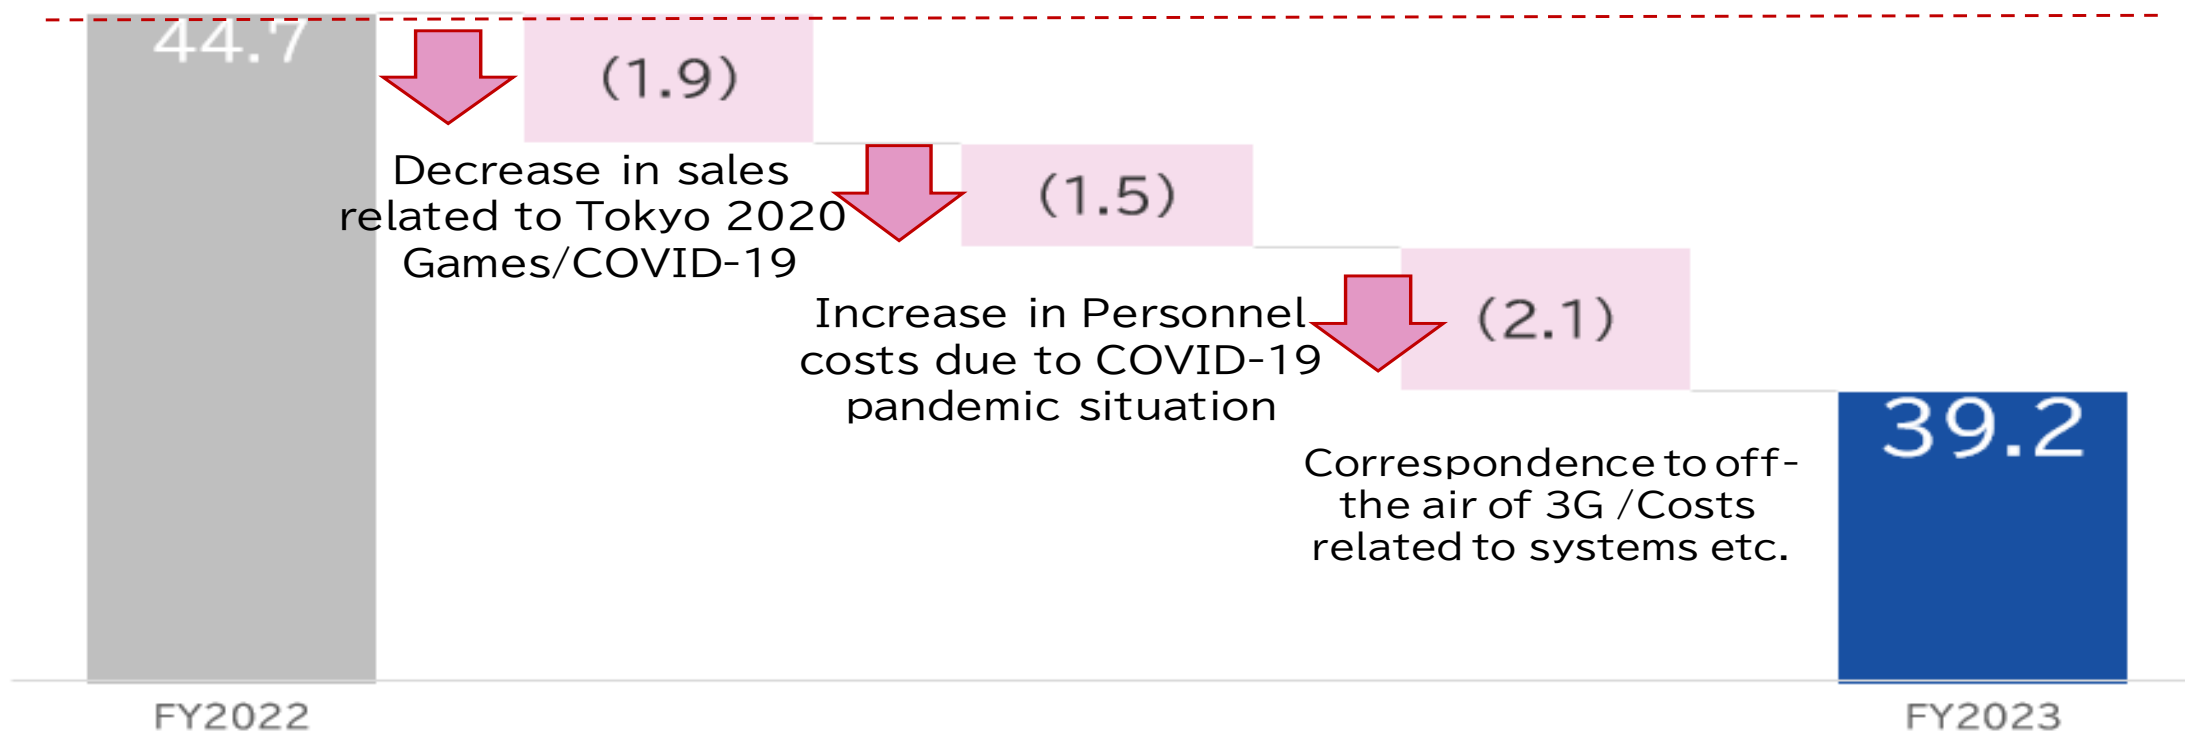 44.7
(1.9)
Decrease in sales
related to Tokyo 2020
Games/COVID-19
(1.5)
Increase in Personnel
costs due to COVID-19
pandemic situation
(2.1)
Correspondence to off-
the air of 3G /Costs
related to systems etc.
39.2
FY2022
FY2023